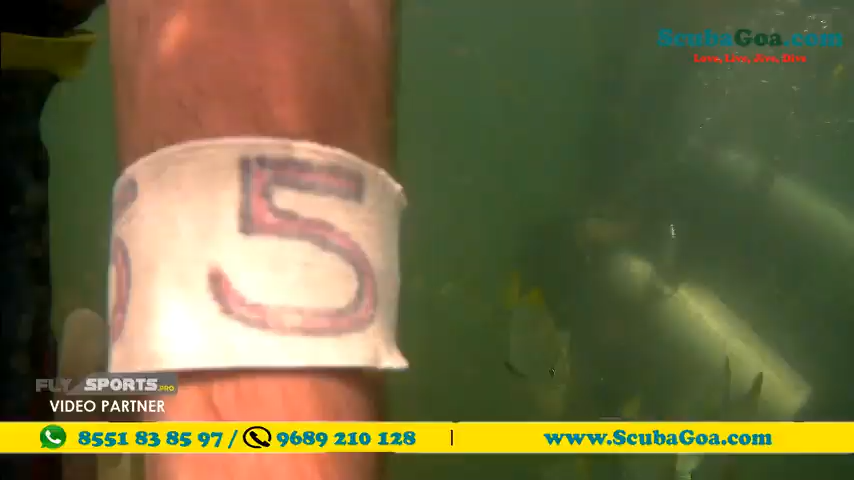 ScubaGoa.com
Love, Live, Jive, Dive
5
FLY SPORTS.PRO
VIDEO PARTNER
8551 83 85 97 / 9689 210 128 | www.ScubaGoa.com